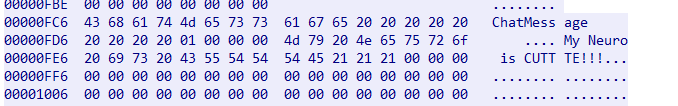 00000FBE 00 00 00 00 00 00 00 00 ........
00000FC6 43 68 61 74 4d 65 73 73 61 67 65 20 20 20 20 20 ChatMess age
00000FD6 20 20 20 20 01 00 00 00 4d 79 20 4e 65 75 72 6f .... My Neuro
00000FE6 20 69 73 20 43 55 54 54 54 45 21 21 21 00 00 00 is CUTT TE!!!...
00000FF6 00 00 00 00 00 00 00 00 00 00 00 00 00 00 00 00 ........ ........
00001006 00 00 00 00 00 00 00 00 00 00 00 00 00 00 00 00 ........ ........